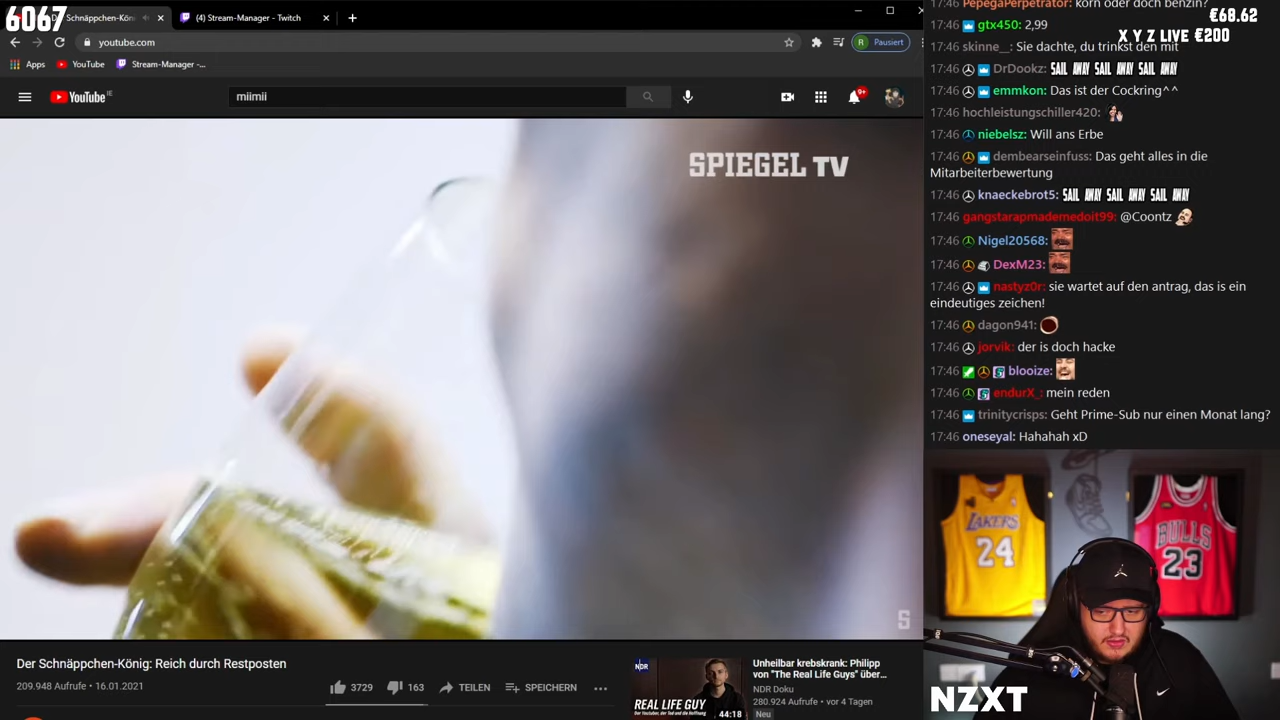 6067
Der Schnäppchen-Köni
(4) Stream-Manager - Twitch
youtube.com
R Pausiert
Apps
YouTube
Stream-Manager -...
YouTube IE
miimii
9+
SPIEGEL TV
S
Der Schnäppchen-König: Reich durch Restposten
209.948 Aufrufe • 16.01.2021
3729
163
TEILEN
SPEICHERN
NDR
REAL LIFE GUY
44:18
Unheilbar krebskrank: Philipp
von "The Real Life Guys" über...
NDR Doku
280.924 Aufrufe • vor 4 Tagen
Neu
17:46 PepegaPerpetrator: korn oder doch benzin?
€68.62
17:46 gtx450: 2,99
X Y Z LIVE €200
17:46 skinne__: Sie dachte, du trinkst den mit
17:46 DrDookz: SAIL AWAY SAIL AWAY SAIL AWAY
17:46 emmkon: Das ist der Cockring^^
17:46 hochleistungschiller420:
17:46 niebelsz: Will ans Erbe
17:46 dembearseinfuss: Das geht alles in die
Mitarbeiterbewertung
17:46 knaeckebrot5: SAIL AWAY SAIL AWAY SAIL AWAY
17:46 gangstarapmademedoit99: @Coontz
17:46 Nigel20568:
17:46 DexM23:
17:46 nastyz0r: sie wartet auf den antrag, das is ein
eindeutiges zeichen!
17:46 dagon941:
17:46 jorvik: der is doch hacke
17:46 blooize:
17:46 endurX_: mein reden
17:46 trinitycrisps: Geht Prime-Sub nur einen Monat lang?
17:46 oneseyal: Hahahah xD
LAKERS
24
BULLS
23
NZXT